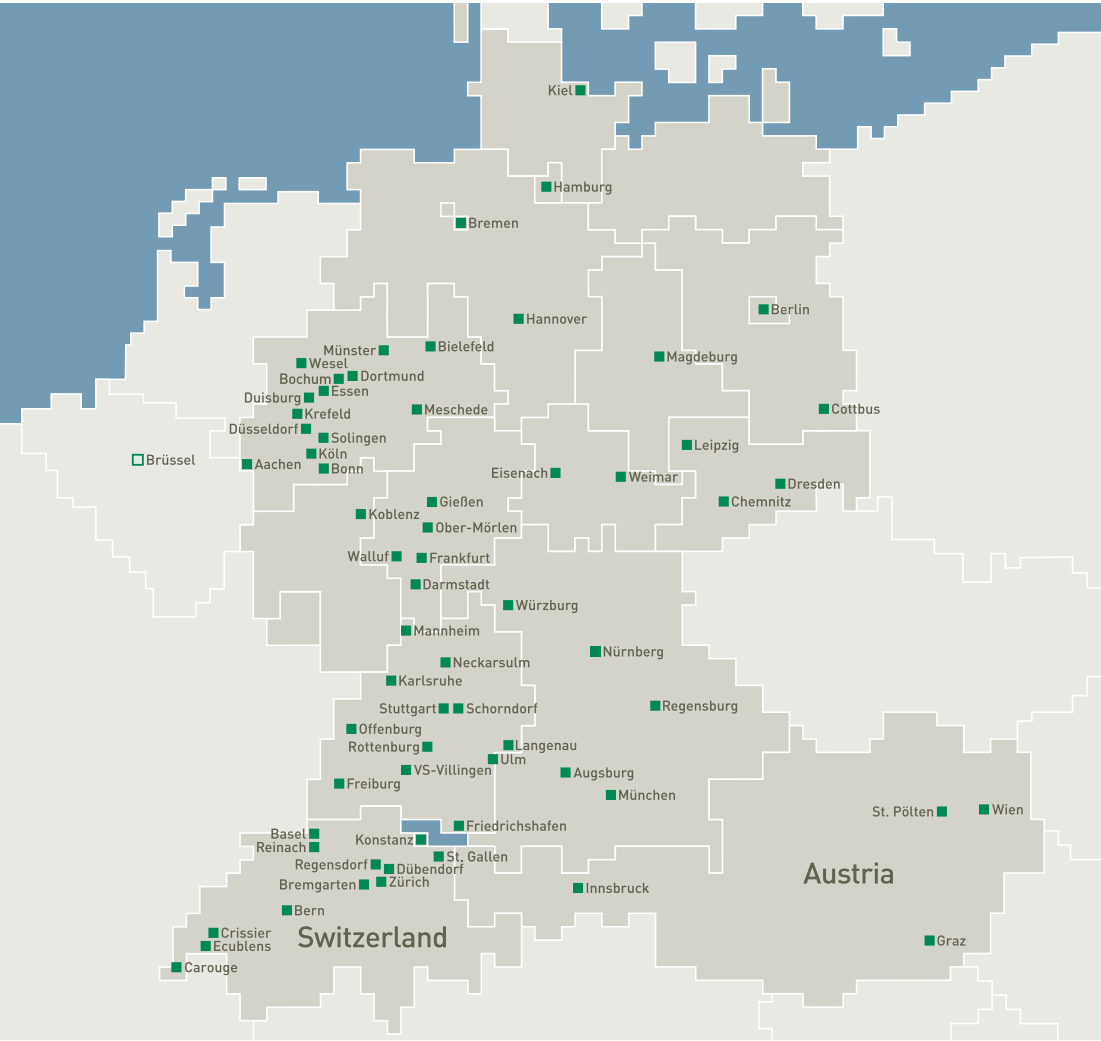 Kiel
Hamburg
Bremen
Berlin
Hannover
Bielefeld
Münster
Magdeburg
Wesel
Dortmund
Bochum
Essen
Duisburg
Meschede
Cottbus
Krefeld
Düsseldorf
Solingen
Leipzig
Köln
Brüssel
Aachen
Bonn
Eisenach
Weimar
Dresden
Gießen
Chemnitz
Koblenz
Ober-Mörlen
Walluf
Frankfurt
Darmstadt
Würzburg
Mannheim
Nürnberg
Neckarsulm
Karlsruhe
Regensburg
Stuttgart
Schorndorf
Offenburg
Langenau
Rottenburg
Ulm
VS-Villingen
Augsburg
Freiburg
München
Wien
St. Pölten
Friedrichshafen
Basel
Konstanz
Reinach
St. Gallen
Regensdorf
Dübendorf
Austria
Zürich
Bremgarten
Innsbruck
Bern
Crissier
Switzerland
Graz
Ecublens
Carouge